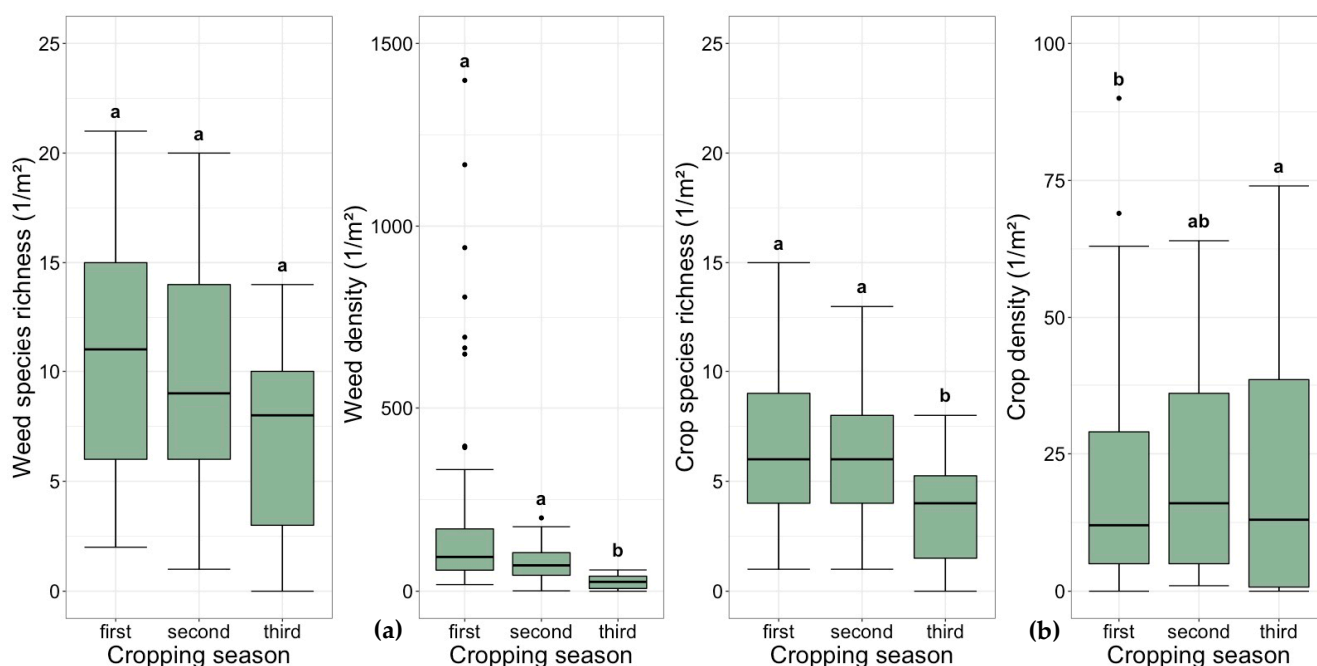 Weed species richness (1/m²)
25
20
15
10
5
0
a
a
a
first
second
third
Cropping season
(a)
Weed density (1/m²)
1500
1000
500
0
a
a
b
first
second
third
Cropping season
Crop species richness (1/m²)
25
20
15
10
5
0
a
a
b
first
second
third
Cropping season
(b)
Crop density (1/m²)
100
75
50
25
0
b
ab
a
first
second
third
Cropping season